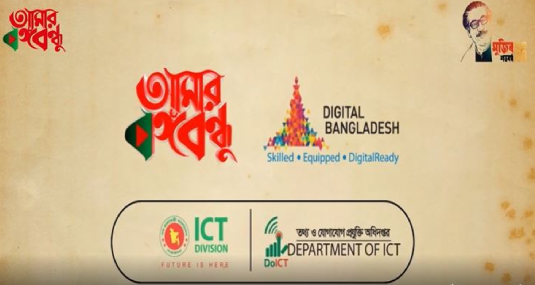 আমার
বঙ্গবন্ধু
মুজিব
শতবর্ষ
আমার
বঙ্গবন্ধু
DIGITAL
BANGLADESH
Skilled • Equipped • DigitalReady
ICT
DIVISION
FUTURE IS HERE
তথ্য ও যোগাযোগ প্রযুক্তি অধিদপ্তর
DEPARTMENT OF ICT
DoICT